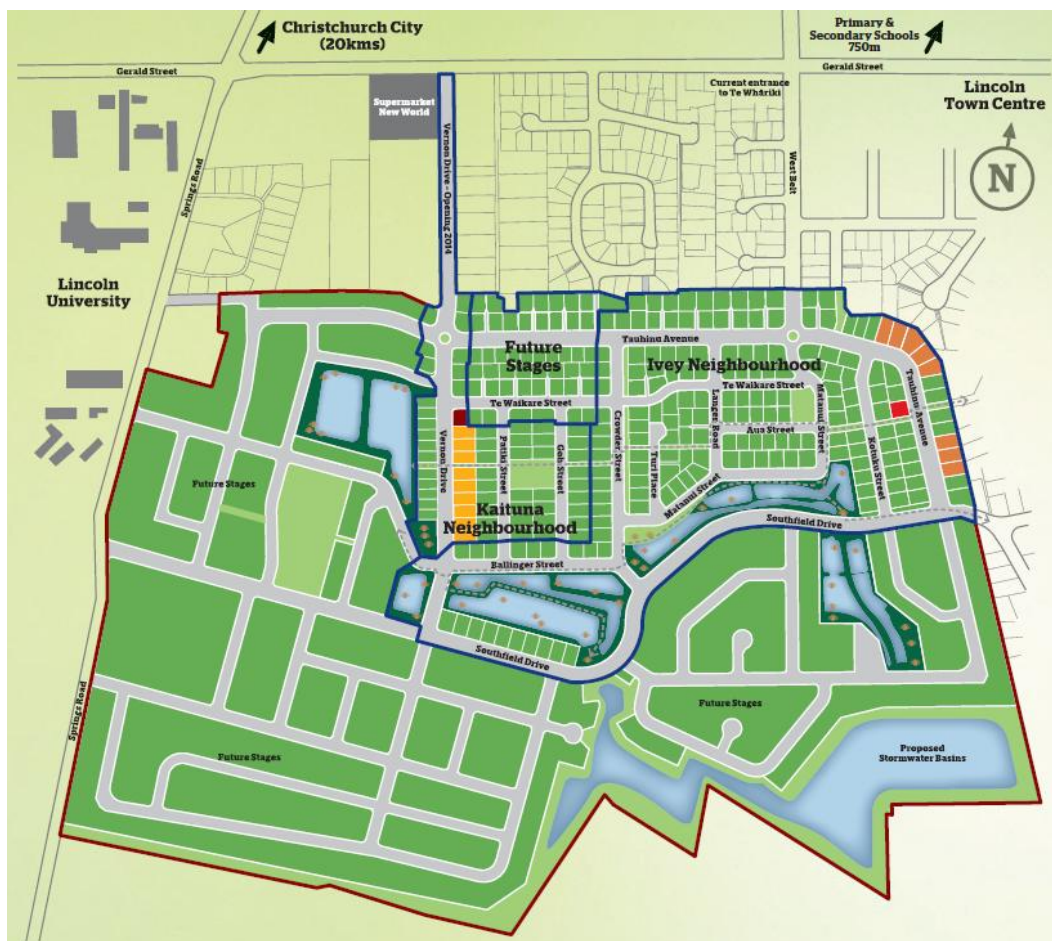 Christchurch City
(20kms)
Primary &
Secondary Schools
750m
Gerald Street
Gerald Street
Supermarket
New World
Current entrance
to Te Whāriki
Lincoln
Town Centre
N
Springs Road
Vernon Drive - Opening 2014
West Belt
Lincoln
University
Future
Stages
Tauhinu Avenue
Ivey Neighbourhood
Te Waikare Street
Te Waikare Street
Tauhinu Avenue
Langer Road
Matanui Street
Aua Street
Kotuku Street
Vernon Drive
Patiki Street
Goh Street
Crowder Street
Turi Place
Matanui Street
Future Stages
Kaituna
Neighbourhood
Southfield Drive
Ballinger Street
Southfield Drive
Springs Road
Future Stages
Future Stages
Proposed
Stormwater Basins